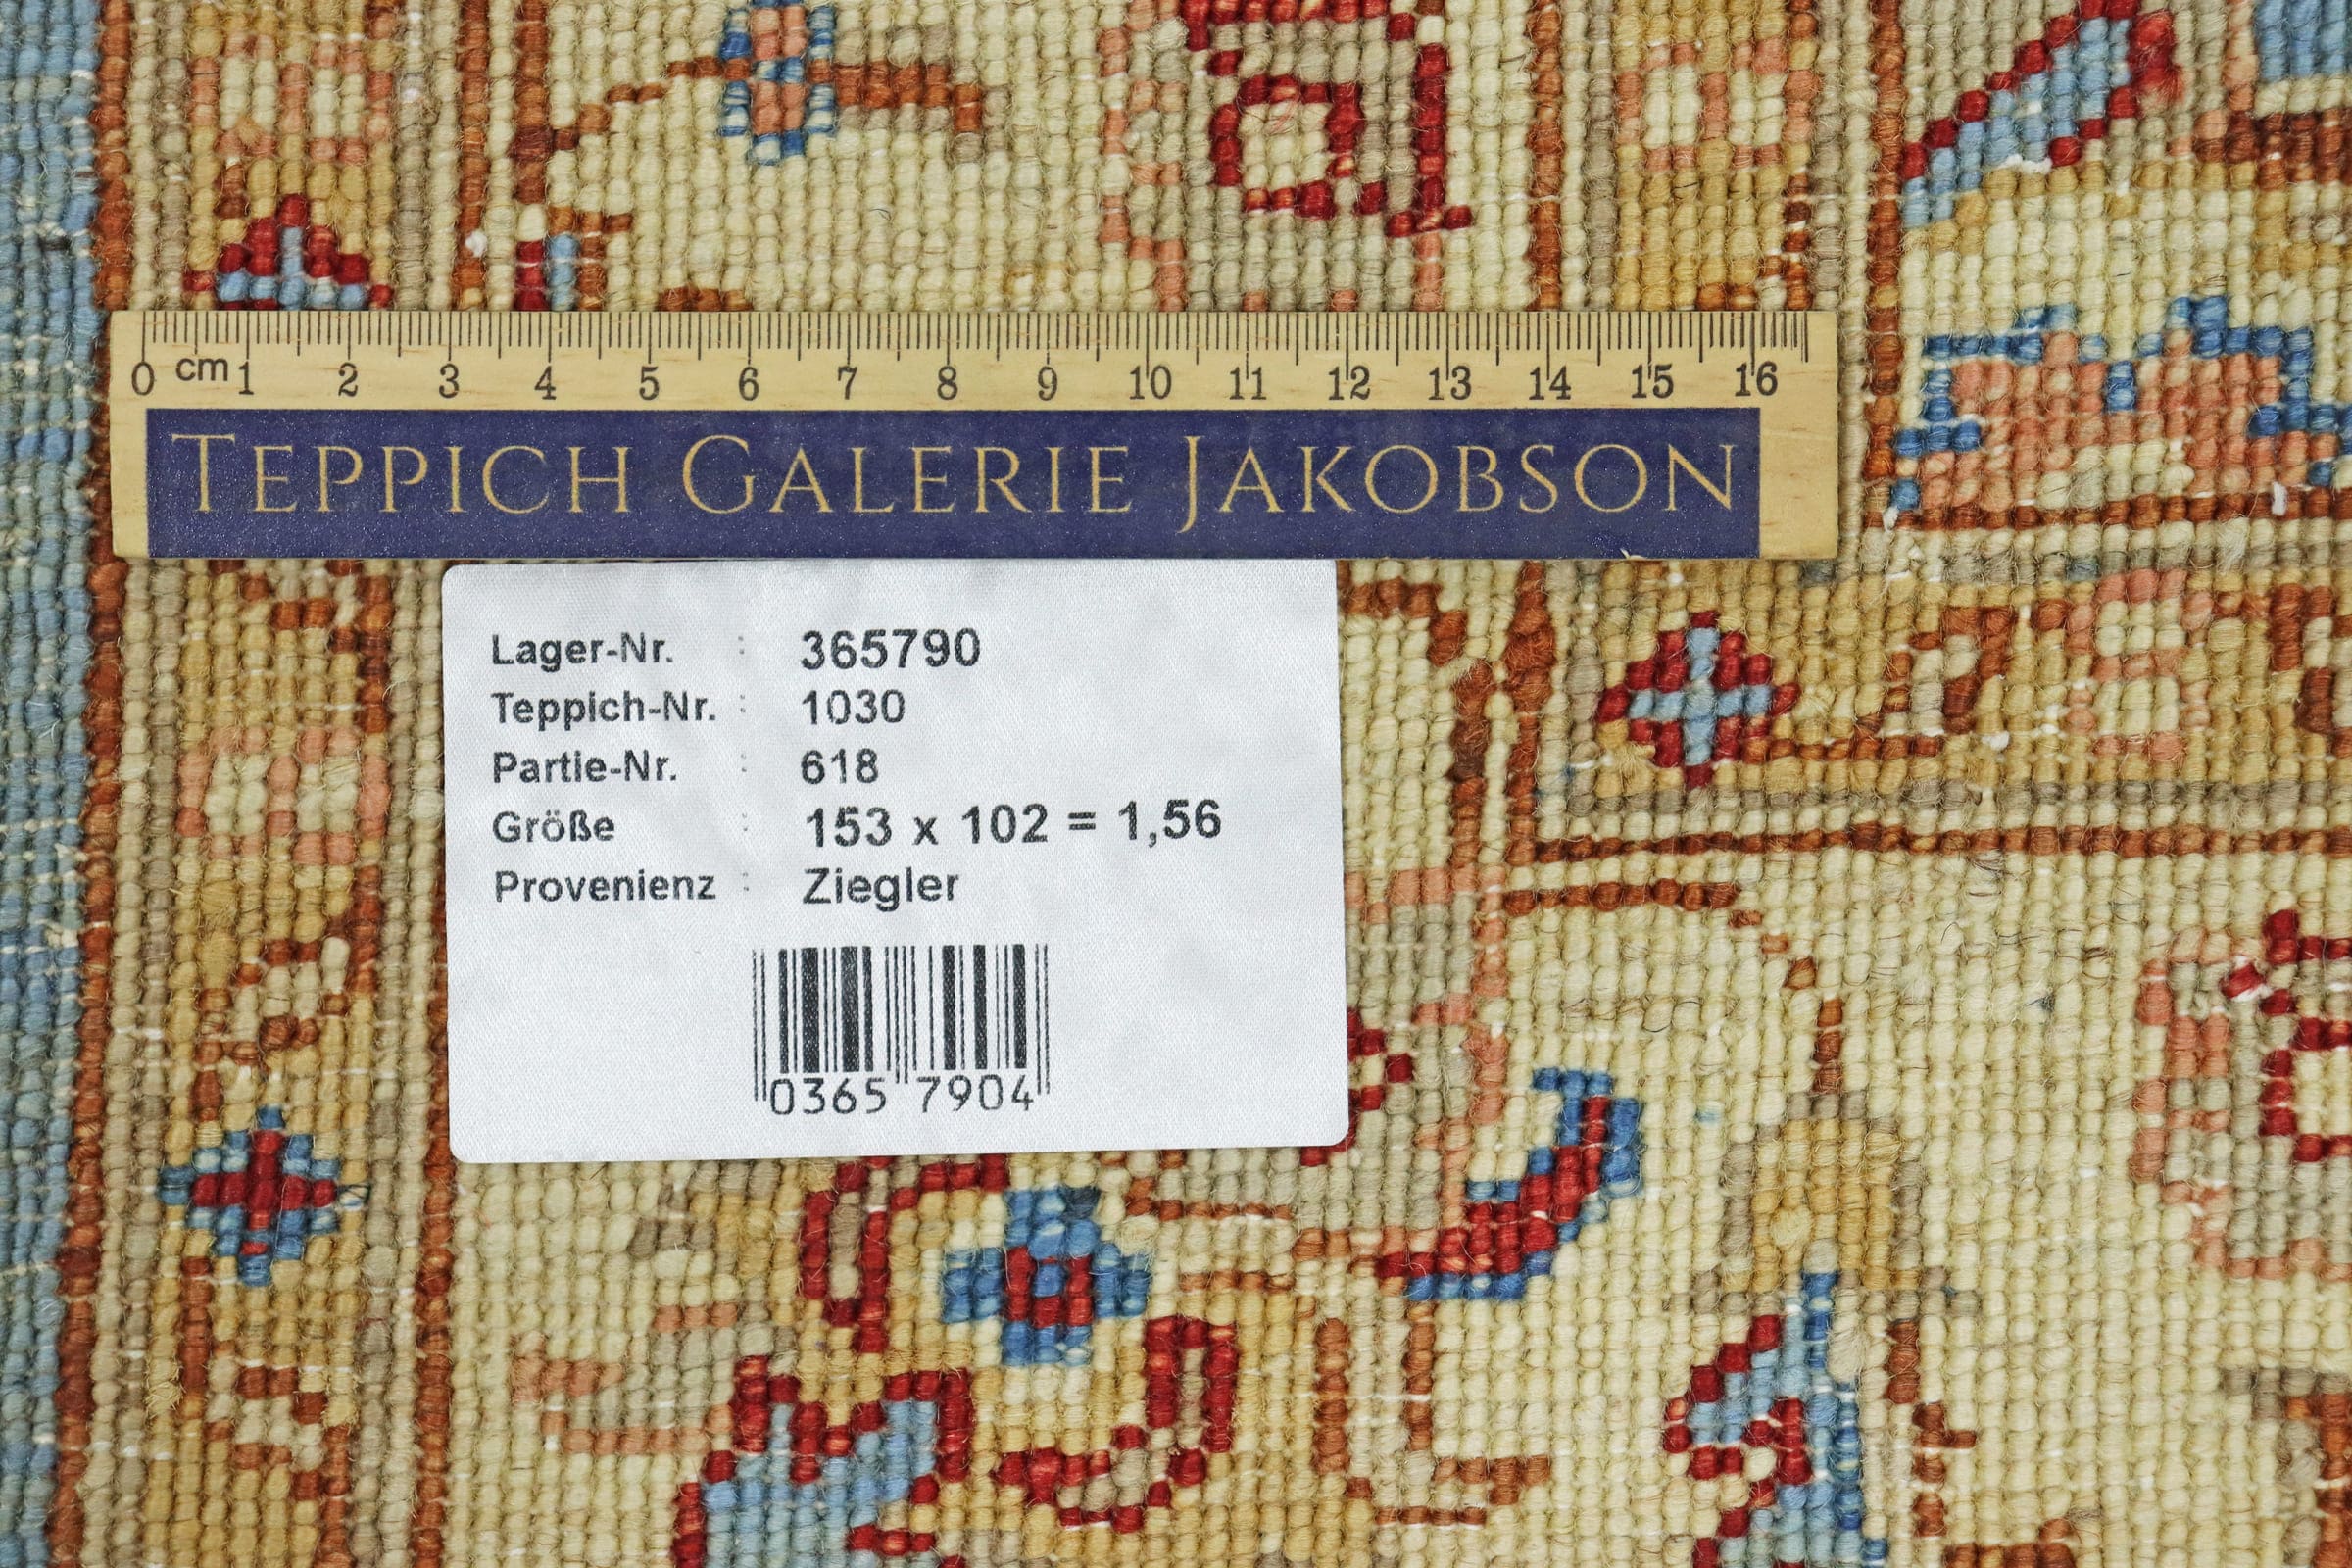 0 cm 1 2 3 4 5 6 7 8 9 10 11 12 13 14 15 16
TEPPICH GALERIE JAKOBSON
Lager-Nr. : 365790
Teppich-Nr. : 1030
Partie-Nr. : 618
Größe : 153 x 102 = 1,56
Provenienz : Ziegler
0365 7904